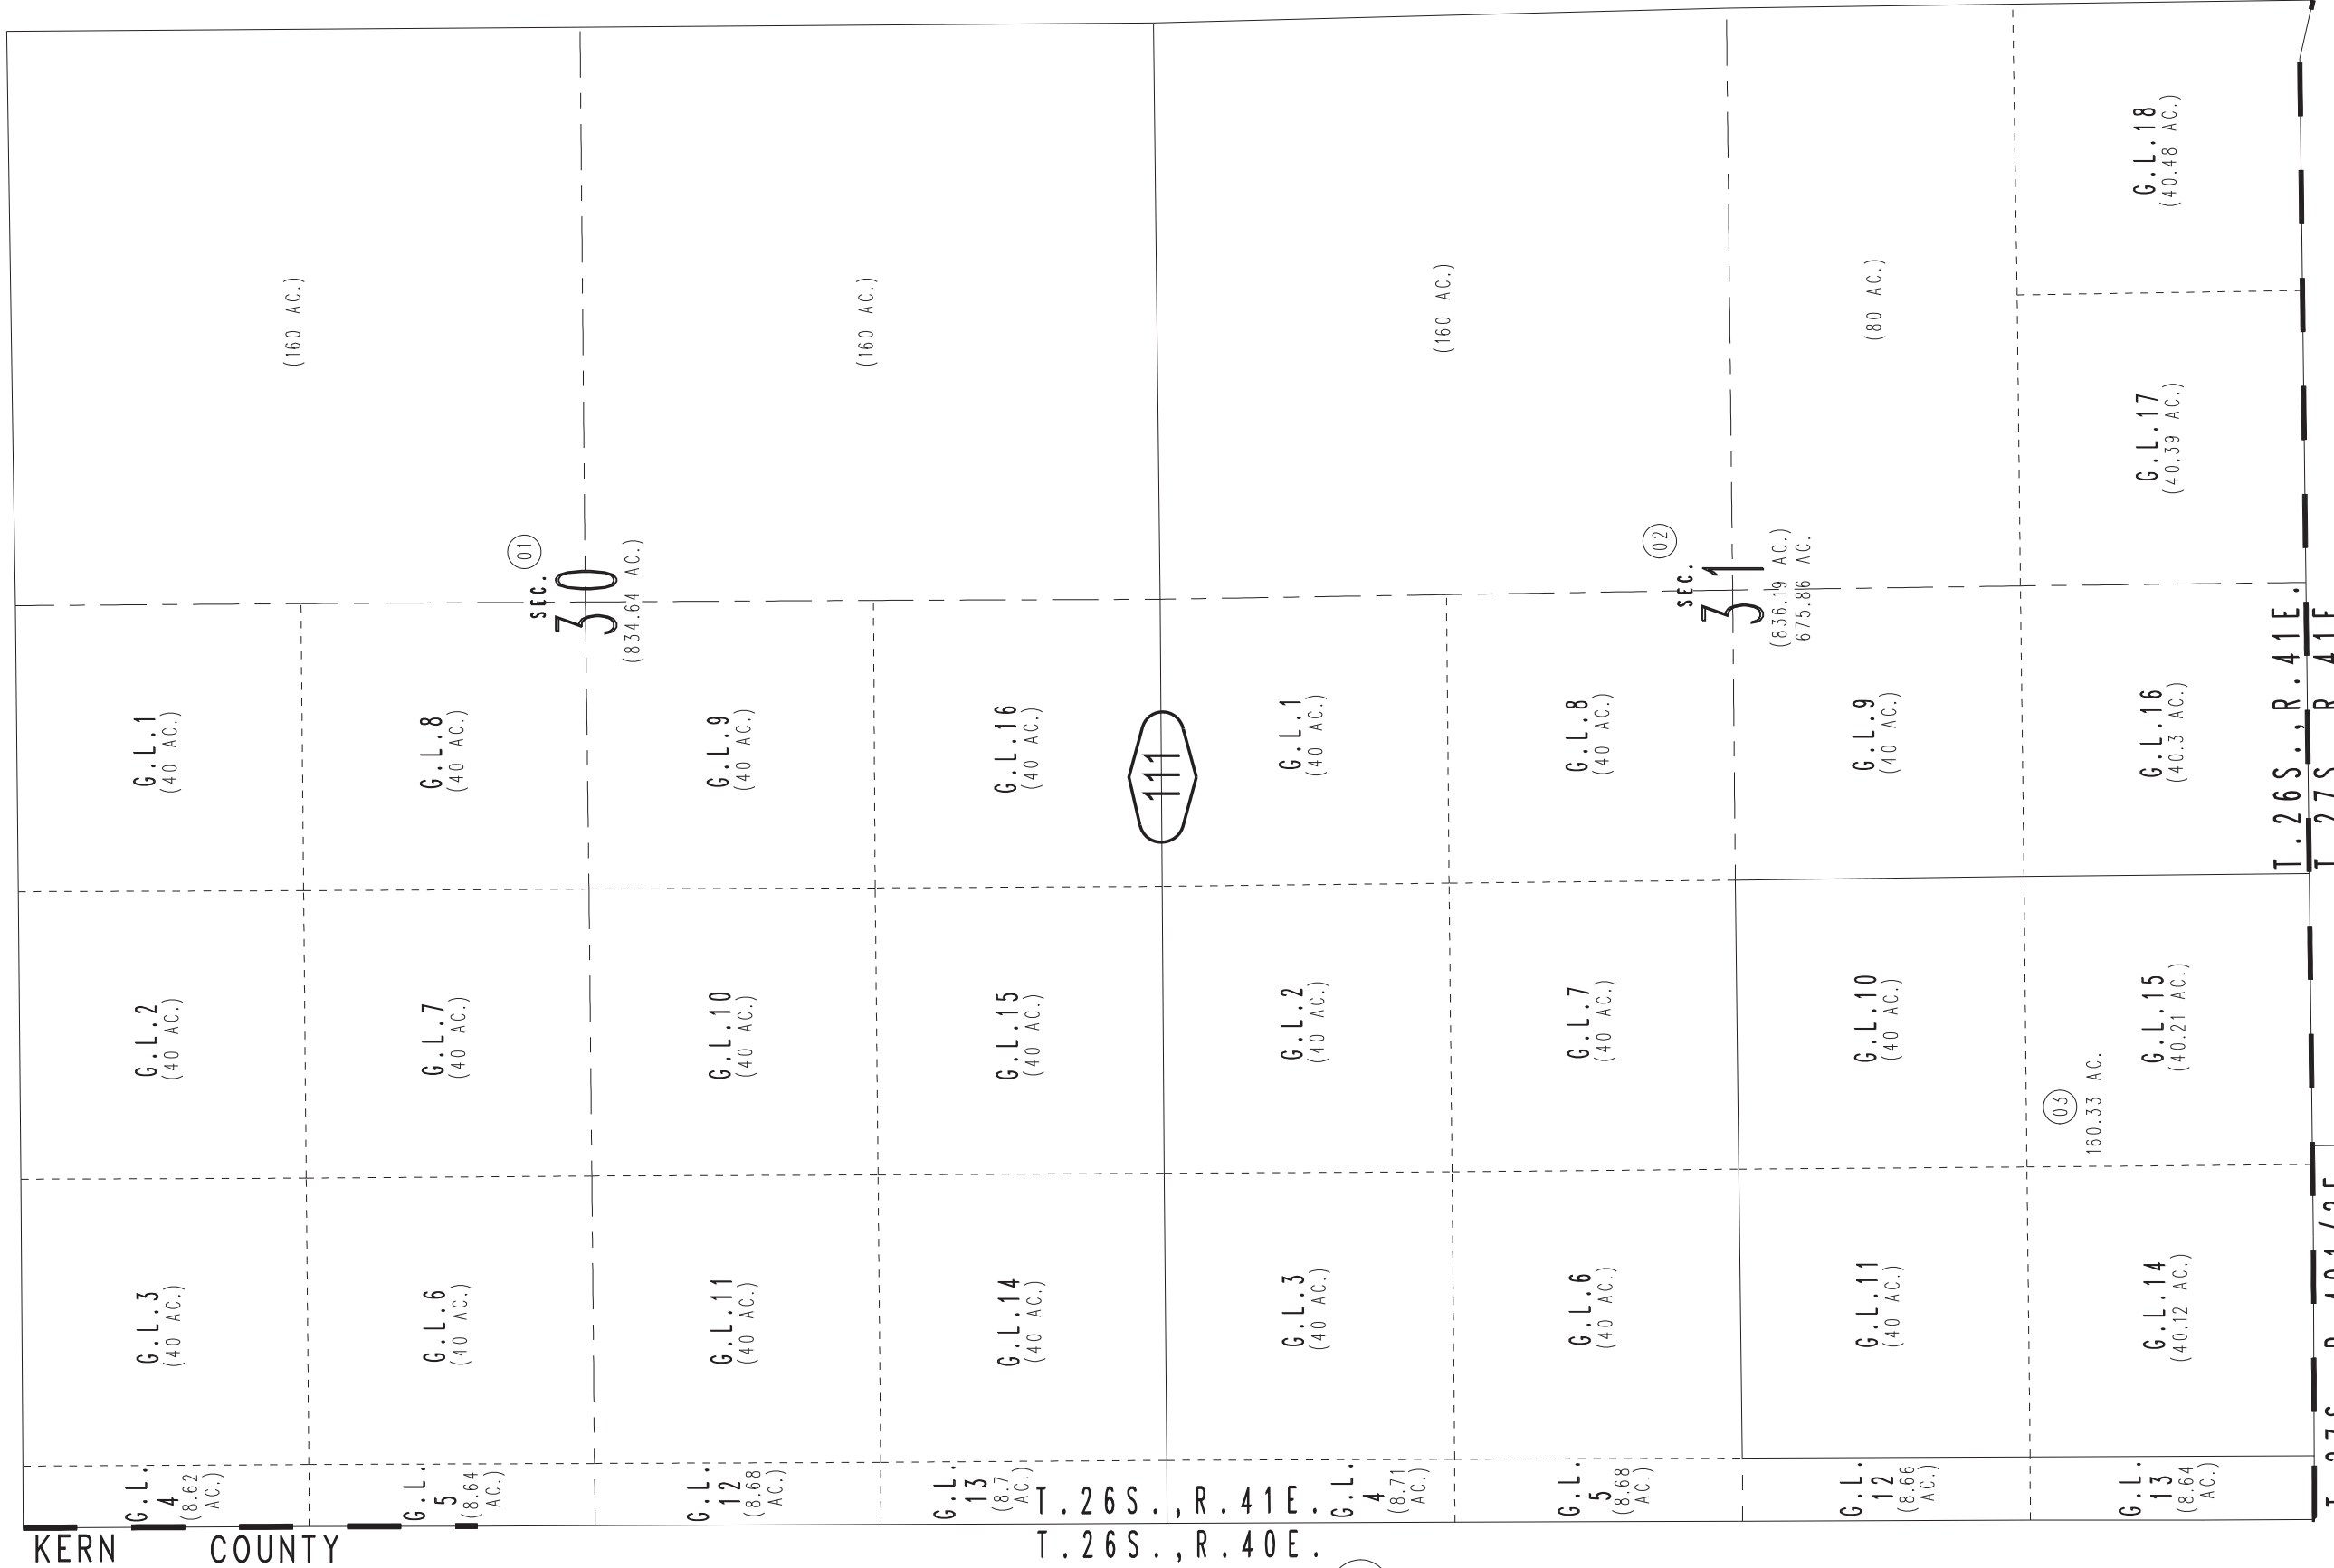 (160 AC.)
(160 AC.)
(160 AC.)
(80 AC.)
G.L.18
(40.48 AC.)
G.L.17
(40.39 AC.)
01
SEC.
30
(834.64 AC.)
02
SEC.
31
(836.19 AC.)
675.86 AC.
G.L.1
(40 AC.)
G.L.8
(40 AC.)
G.L.9
(40 AC.)
G.L.16
(40 AC.)
111
G.L.1
(40 AC.)
G.L.8
(40 AC.)
G.L.9
(40 AC.)
G.L.16
(40.3 AC.)
T.26S.,R.41E.
G.L.2
(40 AC.)
G.L.7
(40 AC.)
G.L.10
(40 AC.)
G.L.15
(40 AC.)
G.L.2
(40 AC.)
G.L.7
(40 AC.)
G.L.10
(40 AC.)
G.L.15
(40.21 AC.)
03
160.33 AC.
G.L.3
(40 AC.)
G.L.6
(40 AC.)
G.L.11
(40 AC.)
G.L.14
(40 AC.)
G.L.3
(40 AC.)
G.L.6
(40 AC.)
G.L.11
(40 AC.)
G.L.14
(40.12 AC.)
G.L.
4
(8.62
AC.)
G.L.
5
(8.64
AC.)
G.L.
12
(8.68
AC.)
G.L.
13
(8.7
AC.)
T.26S.,R.41E.
G.L.
4
(8.71
AC.)
G.L.
5
(8.68
AC.)
G.L.
12
(8.66
AC.)
G.L.
13
(8.64
AC.)
KERN COUNTY
T.26S.,R.40E.